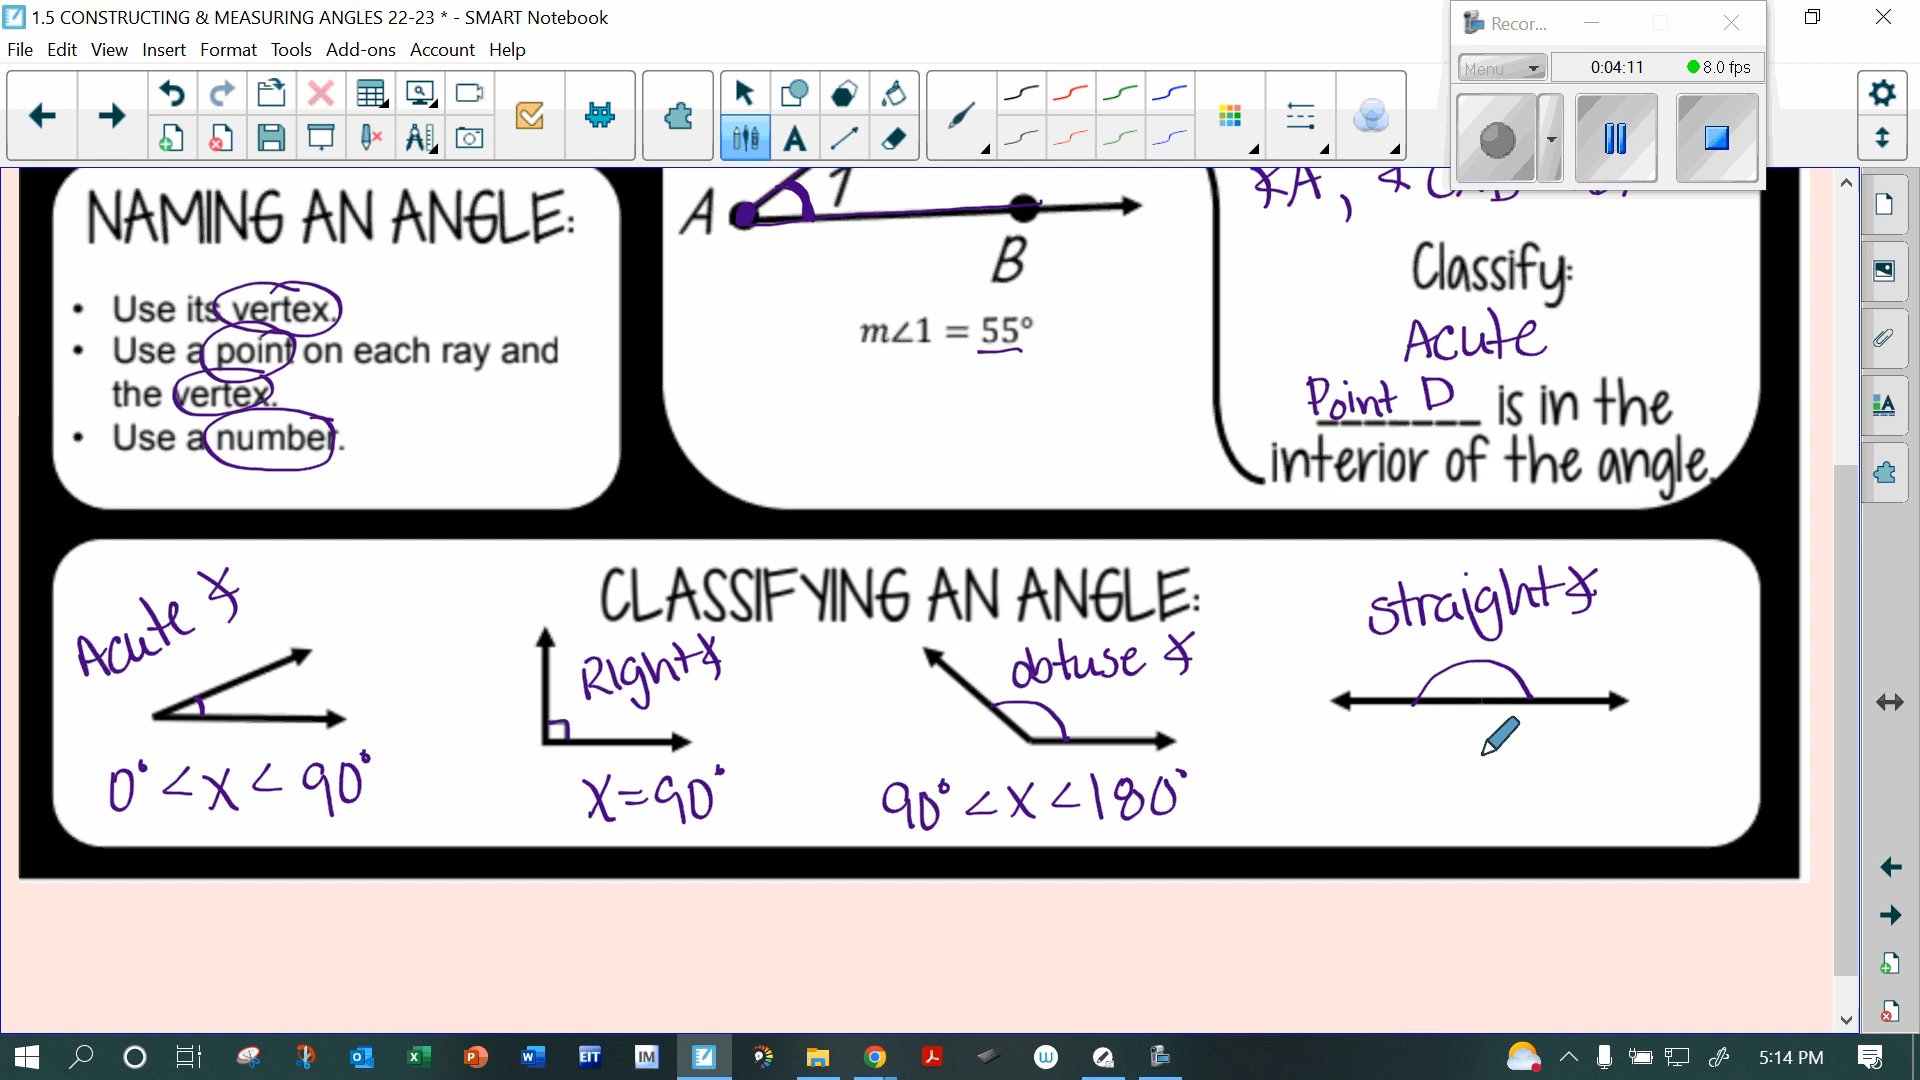 1.5 CONSTRUCTING & MEASURING ANGLES 22-23 * - SMART Notebook
File Edit View Insert Format Tools Add-ons Account Help
Recor...
Menu 0:04:11 8.0 fps
NAMING AN ANGLE:
• Use its vertex.
• Use a point on each ray and
the vertex.
• Use a number.
A 1
B
m∠1 = 55°
∡A, ∡
Classify:
Acute
Point D is in the
interior of the angle.
CLASSIFYING AN ANGLE:
Acute ∡
0° < x < 90°
Right ∡
x = 90°
obtuse ∡
90° < x < 180°
straight ∡
5:14 PM